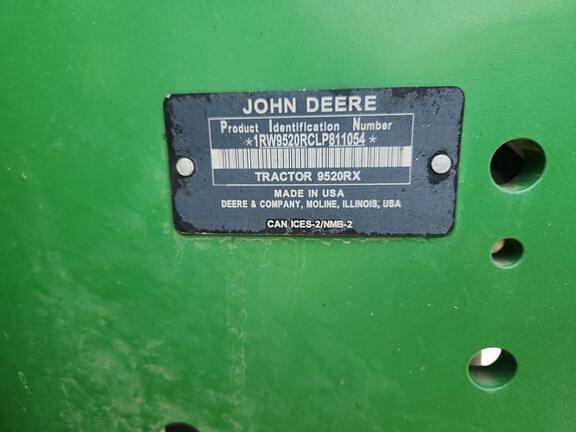 JOHN DEERE
Product Identification Number
*1RW9520RCLP811054*
TRACTOR 9520RX
MADE IN USA
DEERE & COMPANY, MOLINE, ILLINOIS, USA
CAN ICES-2/NMB-2